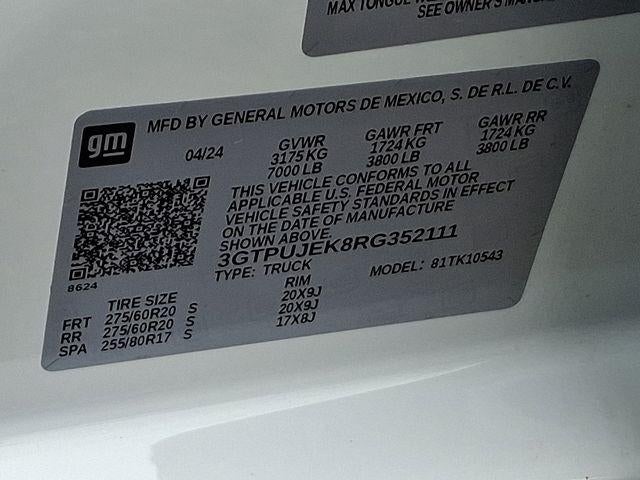 MAX TONGUE
SEE OWNER'S
gm
MFD BY GENERAL MOTORS DE MEXICO, S. DE R.L. DE C.V.
04/24 GVWR GAWR FRT GAWR RR
3175 KG 1724 KG 1724 KG
7000 LB 3800 LB 3800 LB
THIS VEHICLE CONFORMS TO ALL
APPLICABLE U.S. FEDERAL MOTOR
VEHICLE SAFETY STANDARDS IN EFFECT
ON THE DATE OF MANUFACTURE
SHOWN ABOVE.
3GTPUJEK8RG352111
TYPE: TRUCK MODEL: 81TK10543
8624
TIRE SIZE RIM
FRT 275/60R20 S 20X9J
RR 275/60R20 S 20X9J
SPA 255/80R17 S 17X8J